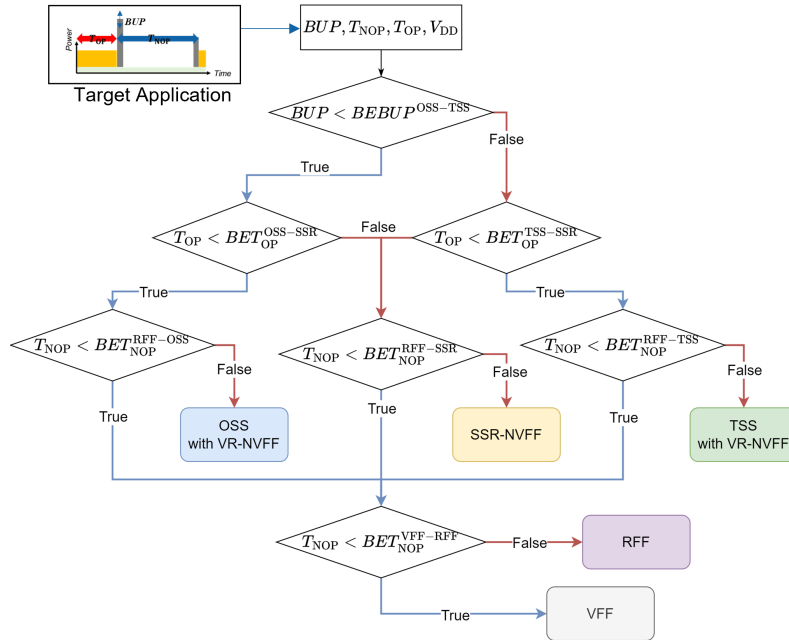 BUP
T_OP
T_NOP
Power
Time
Target Application
BUP, T_NOP, T_OP, V_DD
BUP < BEBUP^OSS−TSS
False
True
T_OP < BET_OP^OSS−SSR
False
T_OP < BET_OP^TSS−SSR
True
True
T_NOP < BET_NOP^RFF−OSS
T_NOP < BET_NOP^RFF−SSR
T_NOP < BET_NOP^RFF−TSS
False
False
False
True
True
True
OSS
with VR-NVFF
SSR-NVFF
TSS
with VR-NVFF
T_NOP < BET_NOP^VFF−RFF
False
RFF
True
VFF